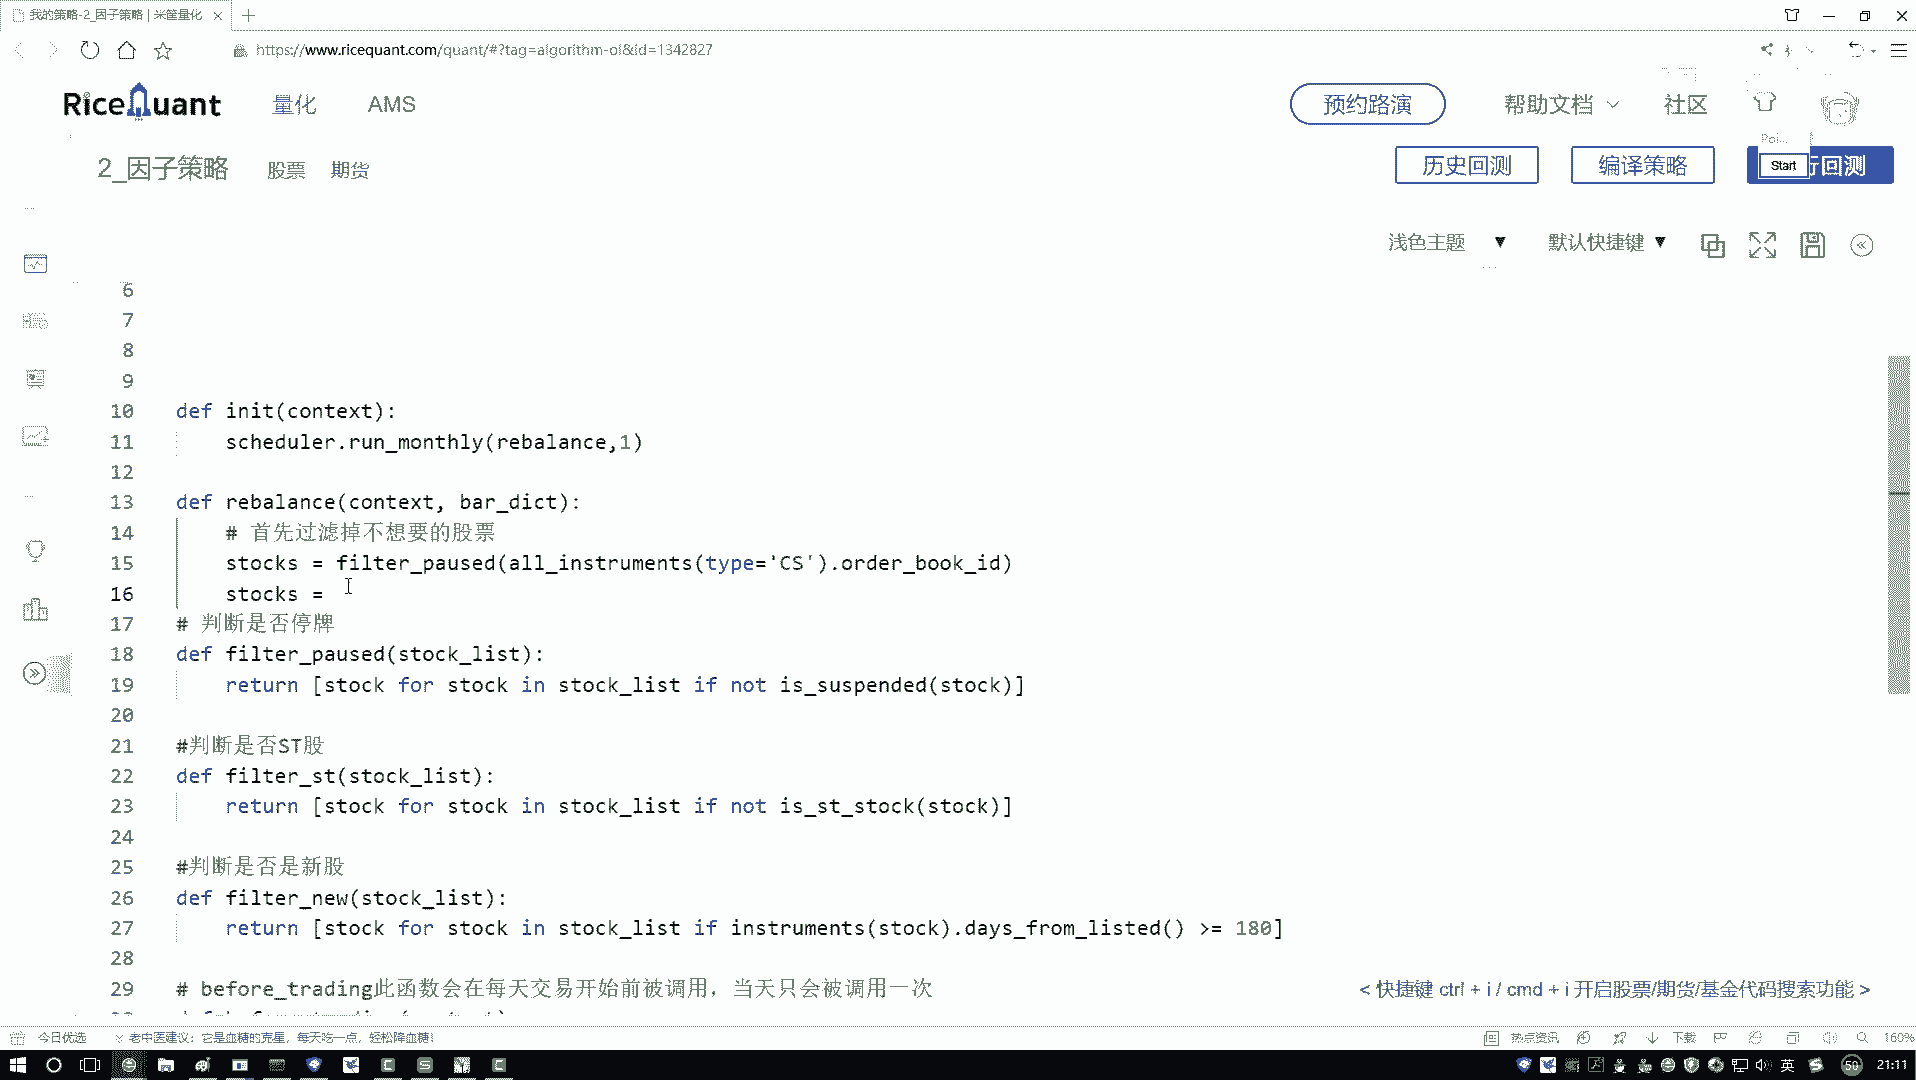 我的策略-2_因子策略 | 米筐量化
https://www.ricequant.com/quant/#?tag=algorithm-ol&id=1342827
RiceQuant 量化 AMS 预约路演 帮助文档 社区
2_因子策略 股票 期货 历史回测 编译策略 Start 行回测
Poi...
浅色主题 ▼ 默认快捷键 ▼
6
7
8
9
10 def init(context):
11 scheduler.run_monthly(rebalance,1)
12
13 def rebalance(context, bar_dict):
14 # 首先过滤掉不想要的股票
15 stocks = filter_paused(all_instruments(type='CS').order_book_id)
16 stocks =
17 # 判断是否停牌
18 def filter_paused(stock_list):
19 return [stock for stock in stock_list if not is_suspended(stock)]
20
21 #判断是否ST股
22 def filter_st(stock_list):
23 return [stock for stock in stock_list if not is_st_stock(stock)]
24
25 #判断是否是新股
26 def filter_new(stock_list):
27 return [stock for stock in stock_list if instruments(stock).days_from_listed() >= 180]
28
29 # before_trading此函数会在每天交易开始前被调用，当天只会被调用一次
< 快捷键 ctrl + i / cmd + i 开启股票/期货/基金代码搜索功能 >
今日优选 老中医建议：它是血糖的克星，每天吃一点，轻松降血糖! 热点资讯 下载 160%
英 50 21:11